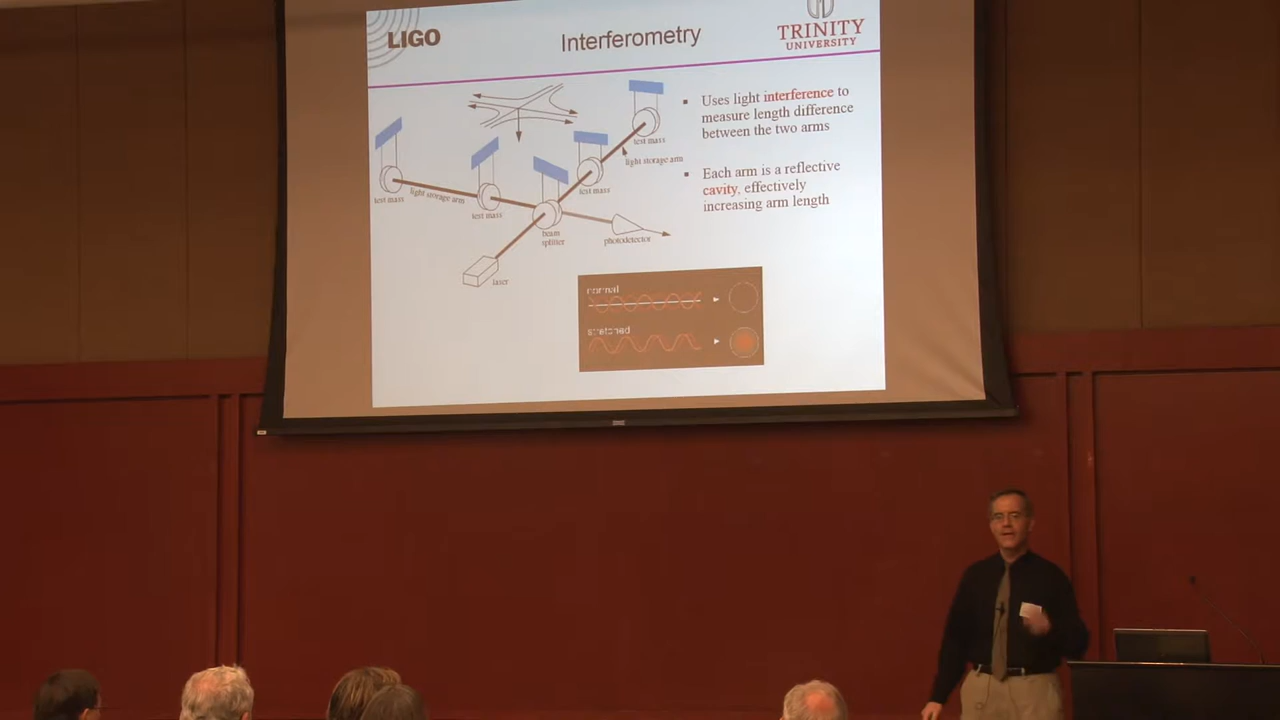 LIGO
Interferometry
TRINITY
UNIVERSITY
Uses light interference to
measure length difference
between the two arms
Each arm is a reflective
cavity, effectively
increasing arm length
test mass
light storage arm
test mass
test mass
light storage arm
test mass
beam
splitter
photodetector
laser
normal
stretched